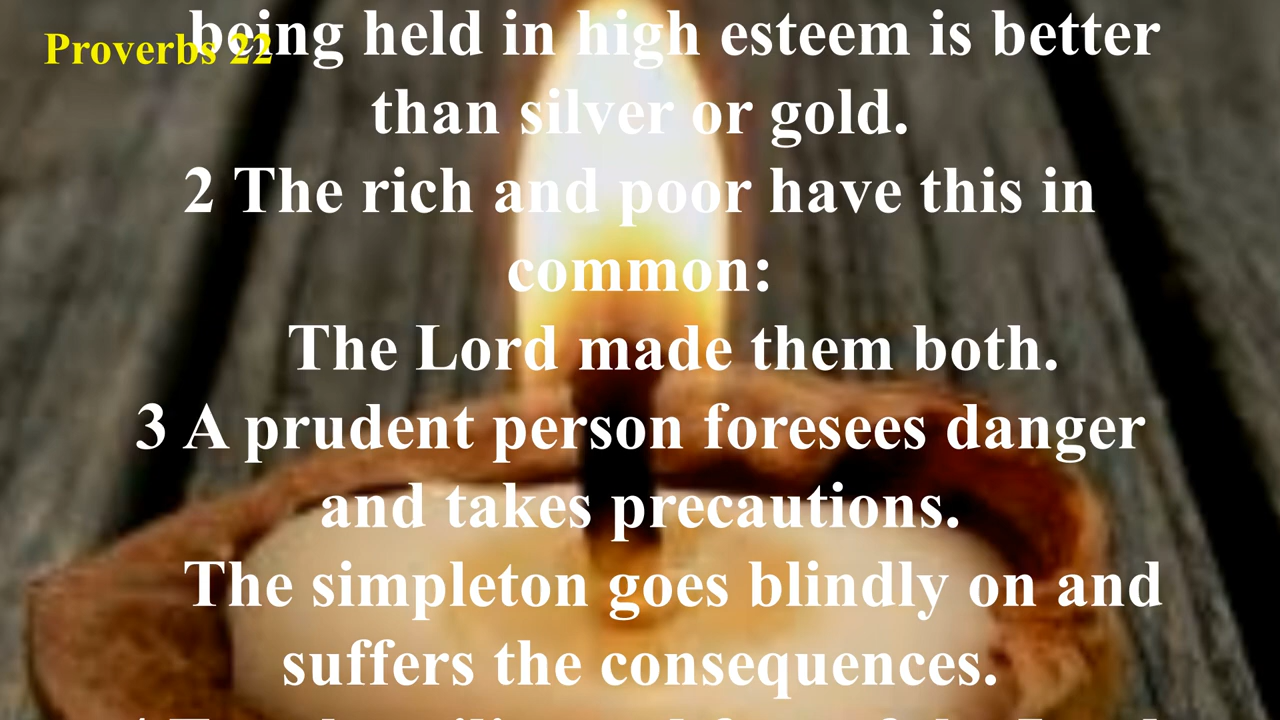 Proverbs 22
being held in high esteem is better
than silver or gold.
2 The rich and poor have this in
common:
The Lord made them both.
3 A prudent person foresees danger
and takes precautions.
The simpleton goes blindly on and
suffers the consequences.